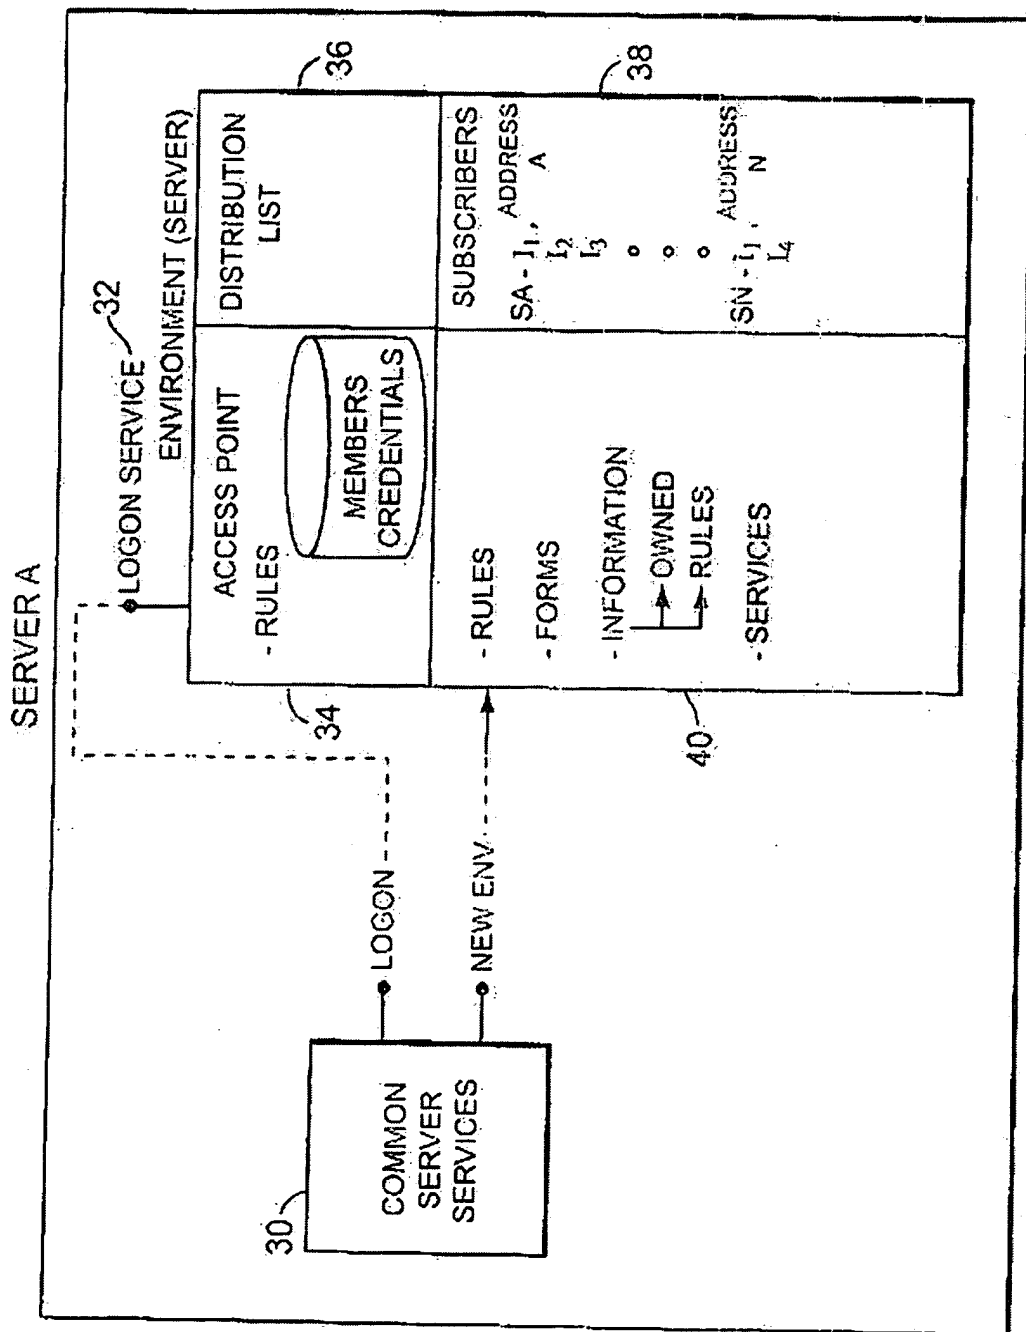 SERVER A
LOGON SERVICE
32
ENVIRONMENT (SERVER)
ACCESS POINT
- RULES
MEMBERS
CREDENTIALS
34
DISTRIBUTION
LIST
36
30
COMMON
SERVER
SERVICES
LOGON
NEW ENV
- RULES
- FORMS
- INFORMATION
OWNED
RULES
- SERVICES
40
SUBSCRIBERS
SA - I₁, ADDRESS
I₂ A
I₃
SN - I₁, ADDRESS
I₄ N
38